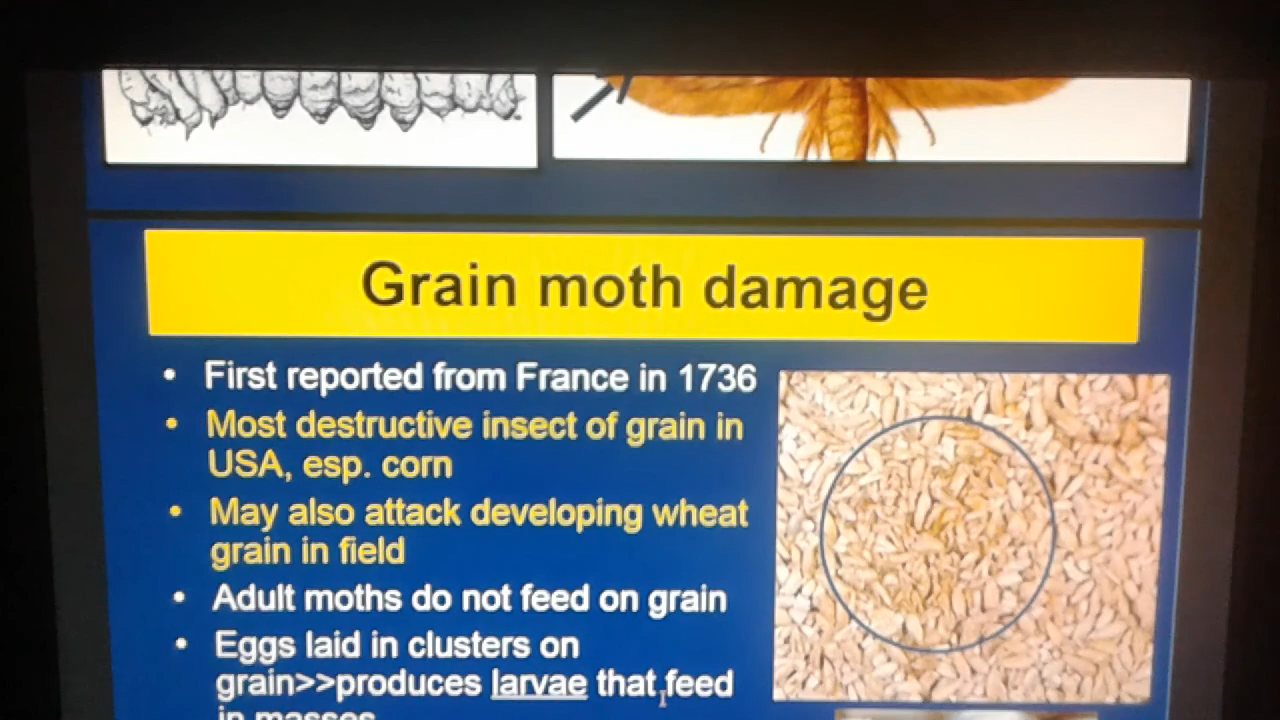 Grain moth damage
• First reported from France in 1736
• Most destructive insect of grain in
USA, esp. corn
• May also attack developing wheat
grain in field
• Adult moths do not feed on grain
• Eggs laid in clusters on
grain>>produces larvae that feed
in masses